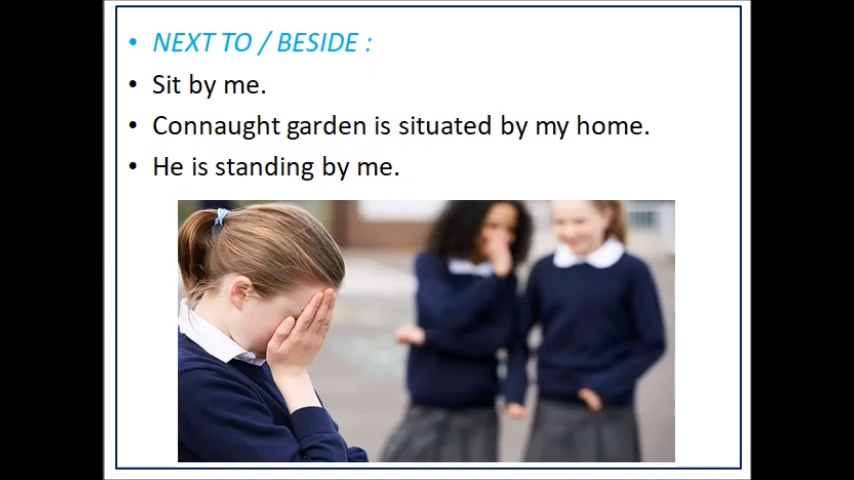 • NEXT TO / BESIDE :
• Sit by me.
• Connaught garden is situated by my home.
• He is standing by me.